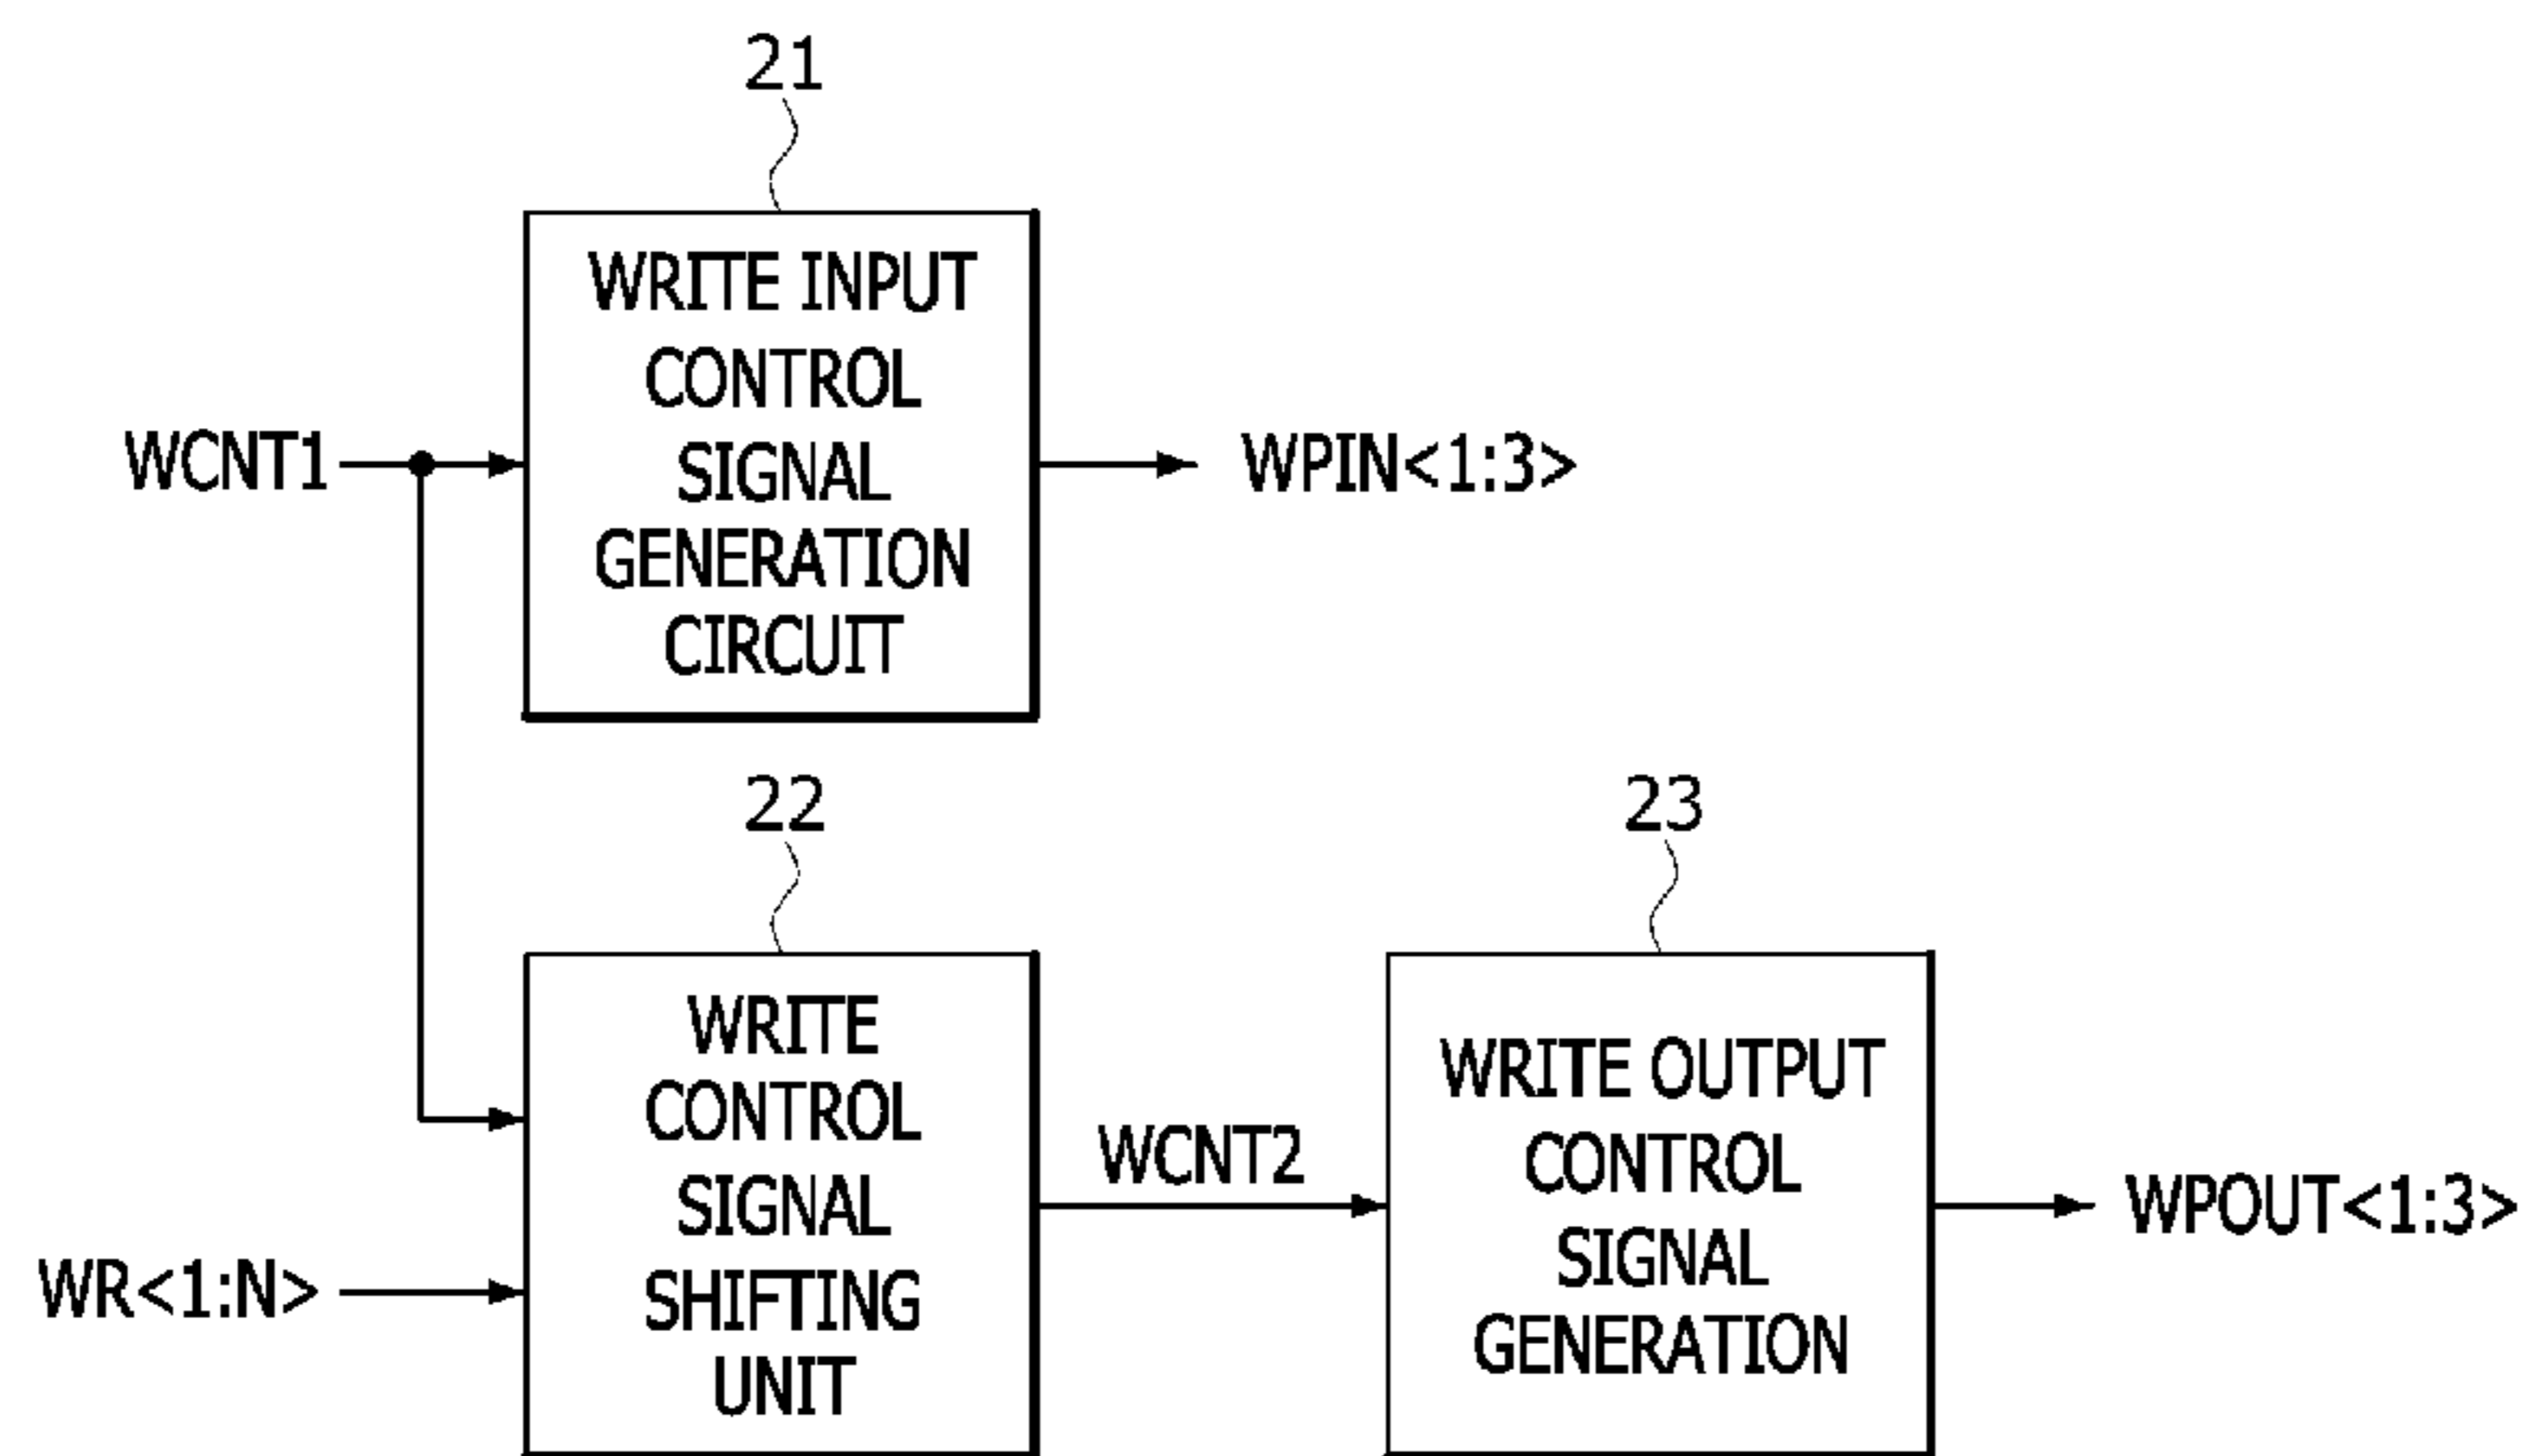 21
WRITE INPUT
CONTROL
SIGNAL
GENERATION
CIRCUIT
WCNT1
WPIN<1:3>
22
WRITE
CONTROL
SIGNAL
SHIFTING
UNIT
WR<1:N>
WCNT2
23
WRITE OUTPUT
CONTROL
SIGNAL
GENERATION
WPOUT<1:3>